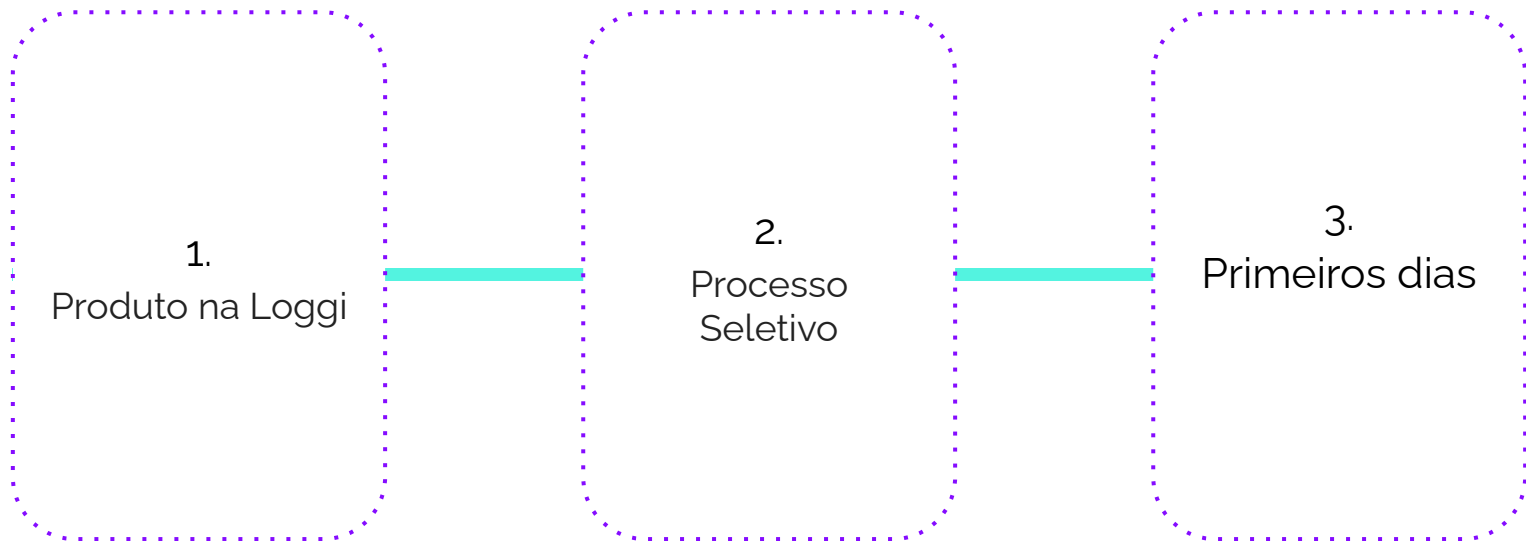 1.
Produto na Loggi
2.
Processo
Seletivo
3.
Primeiros dias